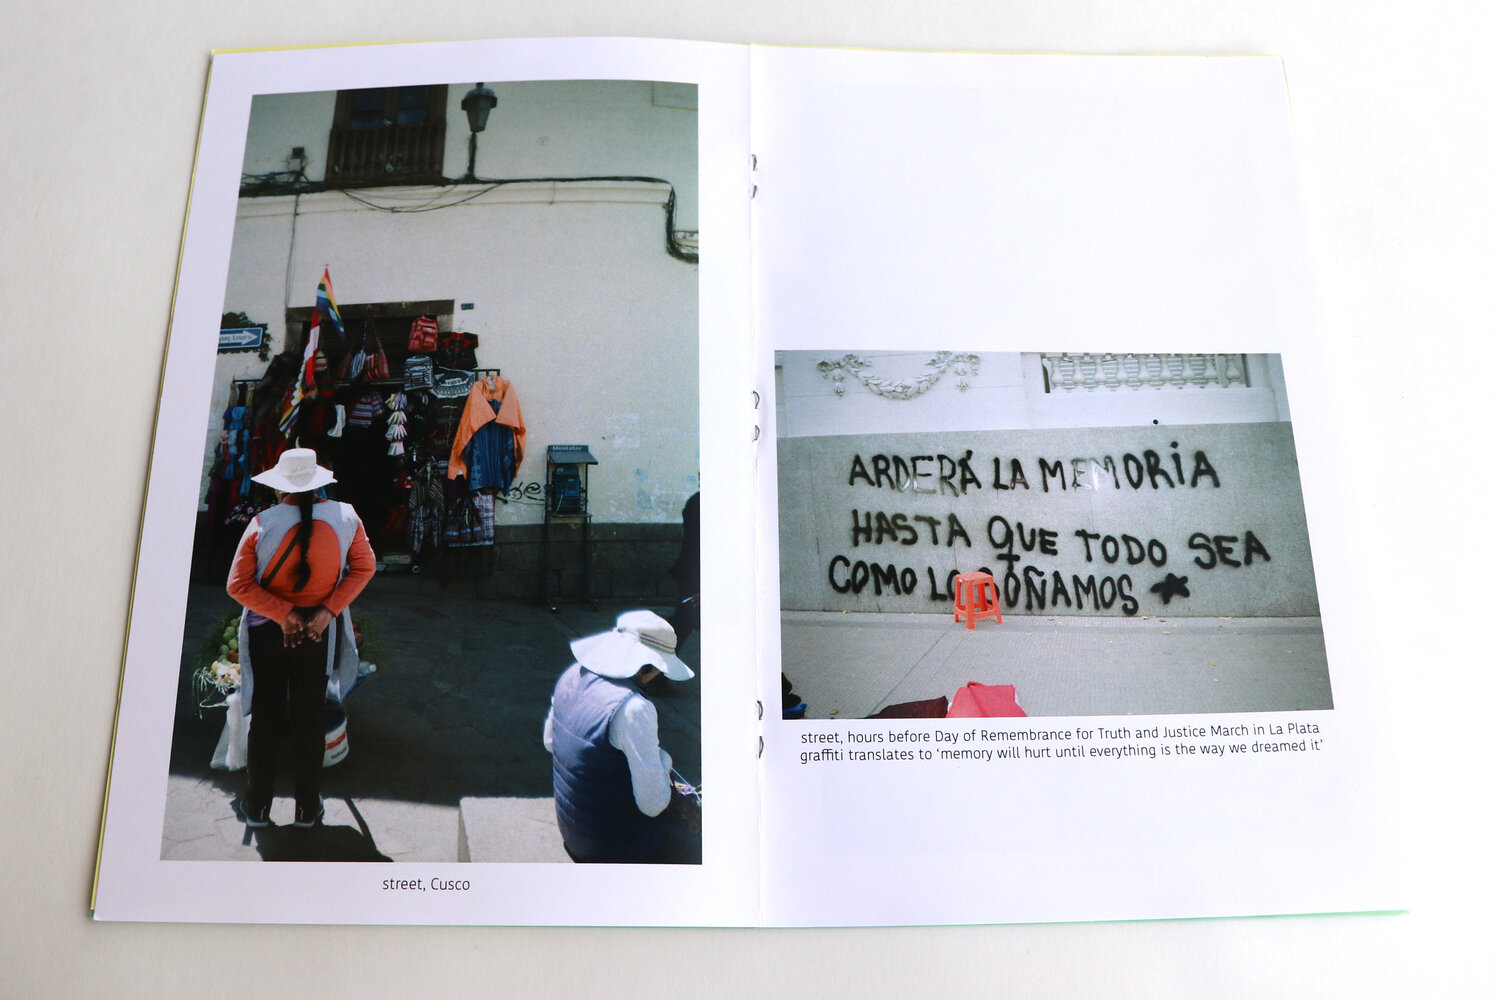 Movistar
street, Cusco
ARDERÁ LA MEMORIA
HASTA QUE TODO SEA
COMO LO SOÑAMOS
street, hours before Day of Remembrance for Truth and Justice March in La Plata
graffiti translates to ‘memory will hurt until everything is the way we dreamed it’